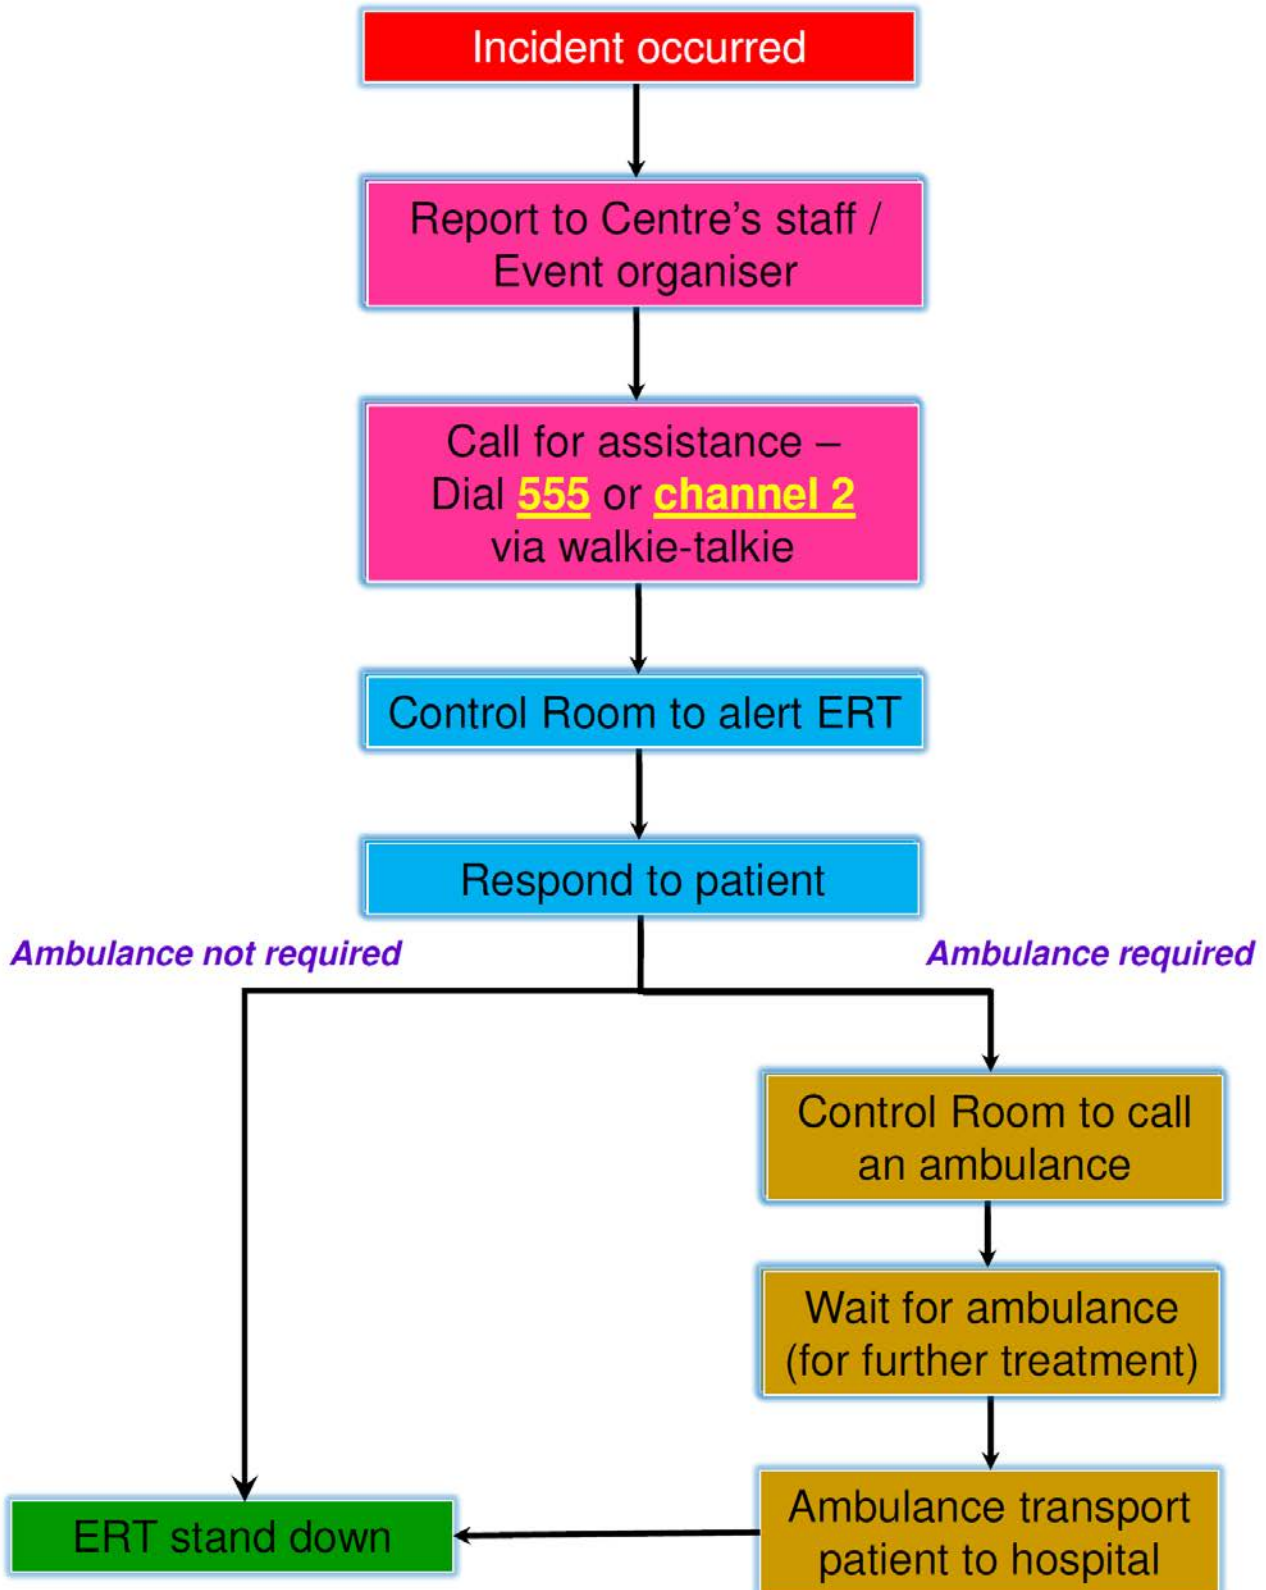 Incident occurred
Report to Centre's staff /
Event organiser
Call for assistance –
Dial 555 or channel 2
via walkie-talkie
Control Room to alert ERT
Respond to patient
Ambulance not required
Ambulance required
Control Room to call
an ambulance
Wait for ambulance
(for further treatment)
Ambulance transport
patient to hospital
ERT stand down